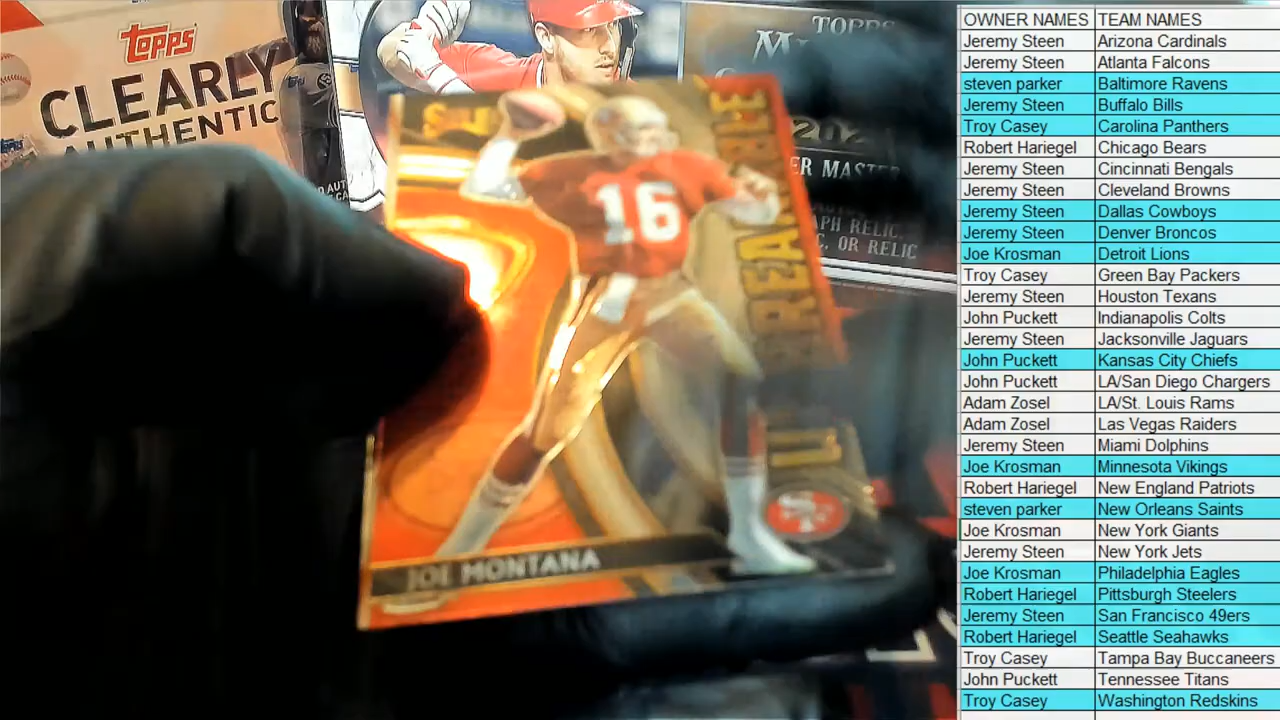 topps
CLEARLY
AUTHENTIC
TOPPS
ER MASTER
APH RELIC,
C, OR RELIC
16
JOE MONTANA
OWNER NAMES TEAM NAMES
Jeremy Steen Arizona Cardinals
Jeremy Steen Atlanta Falcons
steven parker Baltimore Ravens
Jeremy Steen Buffalo Bills
Troy Casey Carolina Panthers
Robert Hariegel Chicago Bears
Jeremy Steen Cincinnati Bengals
Jeremy Steen Cleveland Browns
Jeremy Steen Dallas Cowboys
Jeremy Steen Denver Broncos
Joe Krosman Detroit Lions
Troy Casey Green Bay Packers
Jeremy Steen Houston Texans
John Puckett Indianapolis Colts
Jeremy Steen Jacksonville Jaguars
John Puckett Kansas City Chiefs
John Puckett LA/San Diego Chargers
Adam Zosel LA/St. Louis Rams
Adam Zosel Las Vegas Raiders
Jeremy Steen Miami Dolphins
Joe Krosman Minnesota Vikings
Robert Hariegel New England Patriots
steven parker New Orleans Saints
Joe Krosman New York Giants
Jeremy Steen New York Jets
Joe Krosman Philadelphia Eagles
Robert Hariegel Pittsburgh Steelers
Jeremy Steen San Francisco 49ers
Robert Hariegel Seattle Seahawks
Troy Casey Tampa Bay Buccaneers
John Puckett Tennessee Titans
Troy Casey Washington Redskins